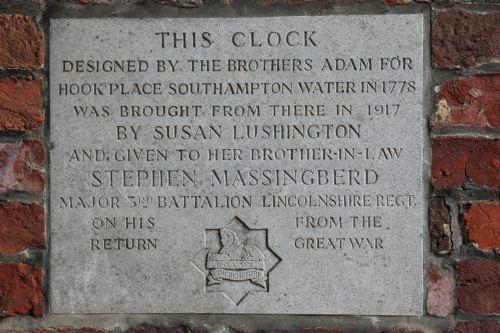 THIS CLOCK
DESIGNED BY THE BROTHERS ADAM FOR
HOOK PLACE SOUTHAMPTON WATER IN 1778
WAS BROUGHT FROM THERE IN 1917
BY SUSAN LUSHINGTON
AND GIVEN TO HER BROTHER-IN-LAW
STEPHEN MASSINGBERD
MAJOR 3RD BATTALION LINCOLNSHIRE REGT.
ON HIS FROM THE
RETURN GREAT WAR
EGYPT
LINCOLNSHIRE